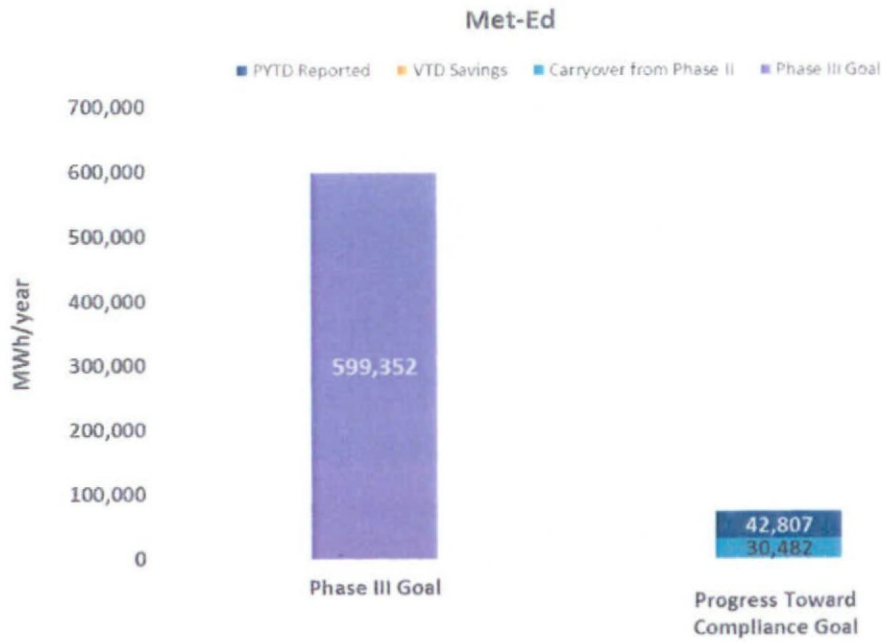 Met-Ed
PYTD Reported VTD Savings Carryover from Phase II Phase III Goal
700,000
600,000
500,000
400,000
300,000
200,000
100,000
0
MWh/year
599,352
42,807
30,482
Phase III Goal
Progress Toward
Compliance Goal